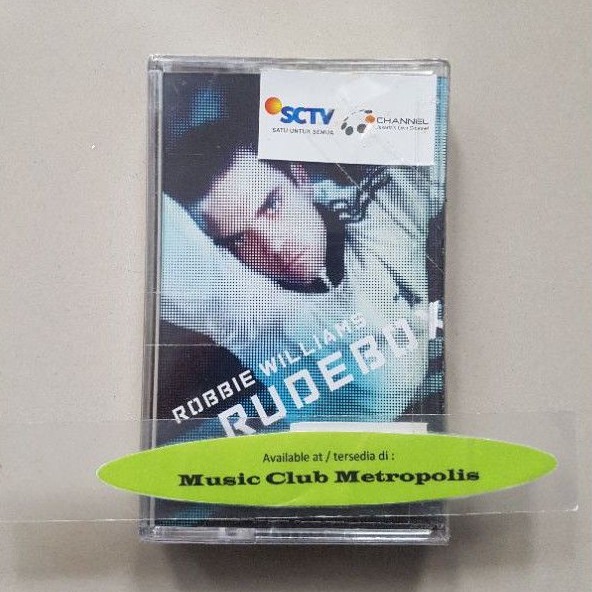 SCTV
SATU UNTUK SEMUA
CHANNEL
ROBBIE WILLIAMS
RUDEBOX
Available at / tersedia di :
Music Club Metropolis